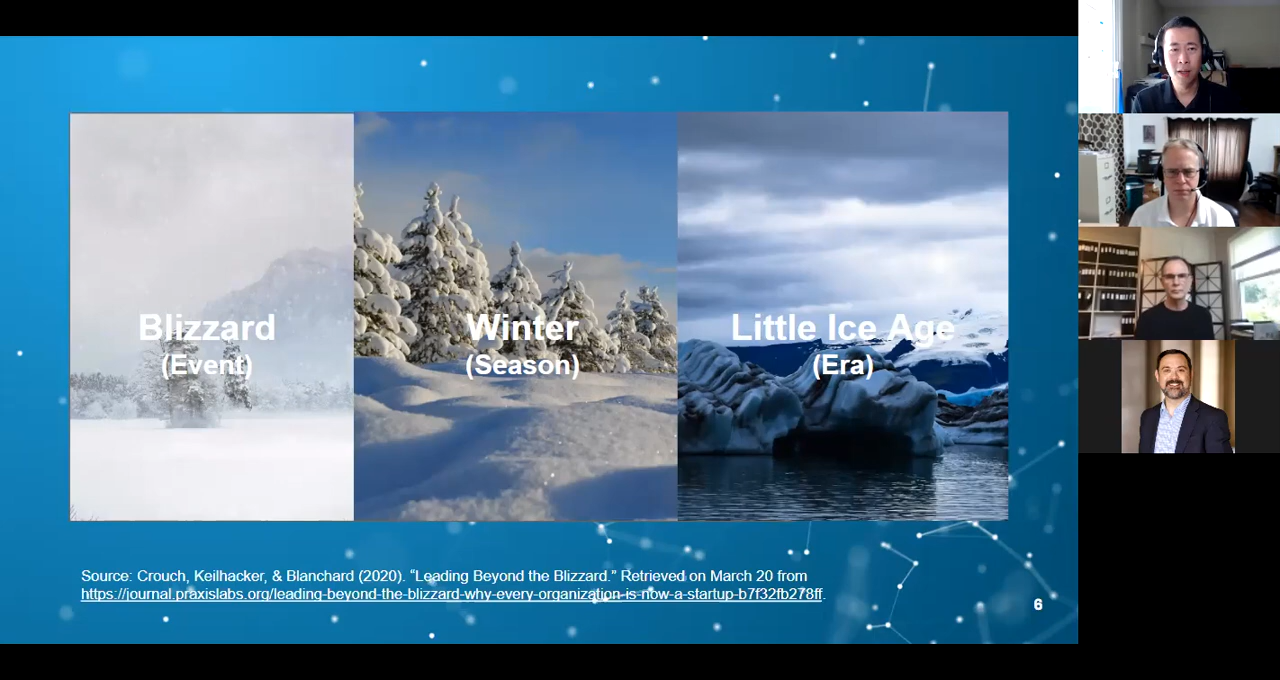 Blizzard
(Event)
Winter
(Season)
Little Ice Age
(Era)
Source: Crouch, Keilhacker, & Blanchard (2020). “Leading Beyond the Blizzard.” Retrieved on March 20 from
https://journal.praxislabs.org/leading-beyond-the-blizzard-why-every-organization-is-now-a-startup-b7f32fb278ff.
6